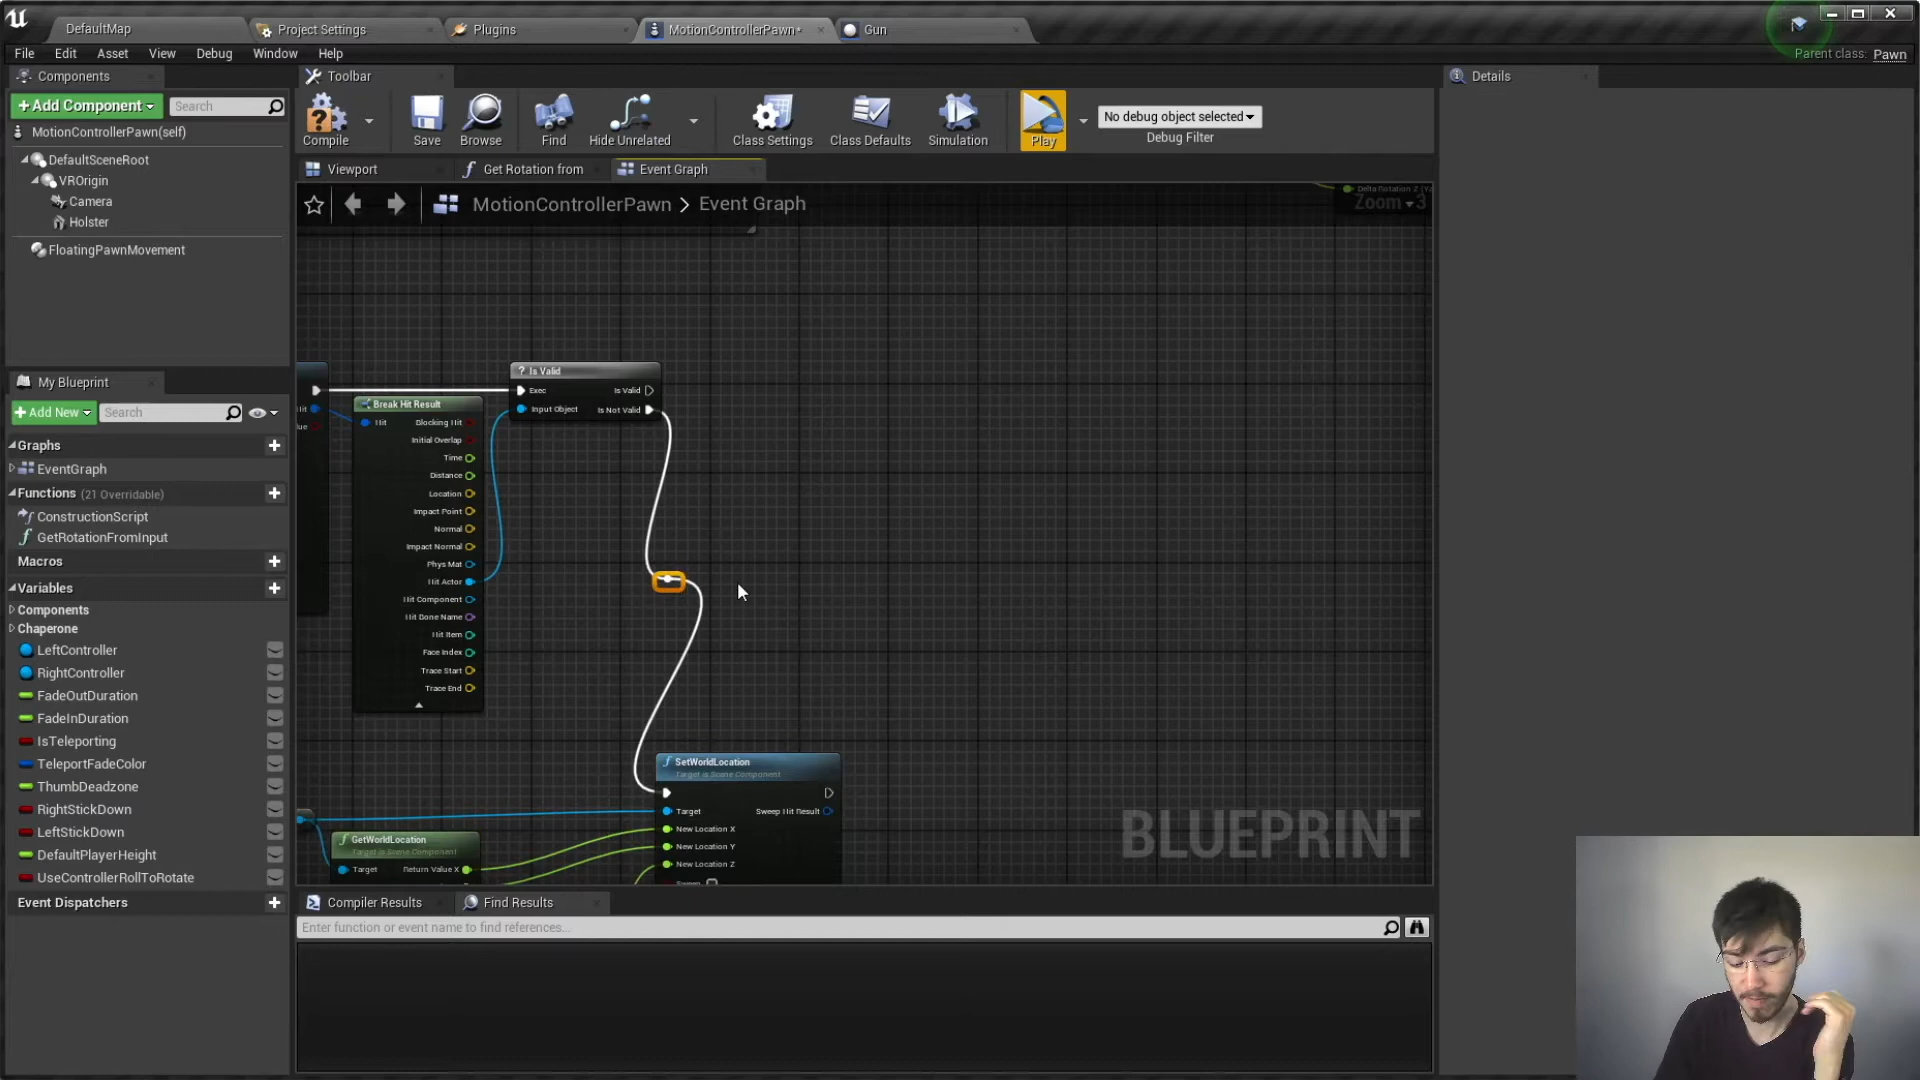 DefaultMap
Project Settings
Plugins
MotionControllerPawn*
Gun
File Edit Asset View Debug Window Help
Parent class: Pawn
Components
Toolbar
Details
+Add Component
Search
MotionControllerPawn(self)
DefaultSceneRoot
VROrigin
Camera
Holster
FloatingPawnMovement
Compile
Save
Browse
Find
Hide Unrelated
Class Settings
Class Defaults
Simulation
Play
No debug object selected
Debug Filter
Viewport
Get Rotation from
Event Graph
MotionControllerPawn > Event Graph
Zoom -3
My Blueprint
+Add New
Search
Graphs
EventGraph
Functions (21 Overridable)
ConstructionScript
GetRotationFromInput
Macros
Variables
Components
Chaperone
LeftController
RightController
FadeOutDuration
FadeInDuration
IsTeleporting
TeleportFadeColor
ThumbDeadzone
RightStickDown
LeftStickDown
DefaultPlayerHeight
UseControllerRollToRotate
Event Dispatchers
? Is Valid
Exec Is Valid
Input Object Is Not Valid
Break Hit Result
Hit Blocking Hit
Initial Overlap
Time
Distance
Location
Impact Point
Normal
Impact Normal
Phys Mat
Hit Actor
Hit Component
Hit Bone Name
Hit Item
Face Index
Trace Start
Trace End
SetWorldLocation
Target is Scene Component
Target Sweep Hit Result
New Location X
New Location Y
New Location Z
GetWorldLocation
Target is Scene Component
Target Return Value X
BLUEPRINT
Compiler Results
Find Results
Enter function or event name to find references...